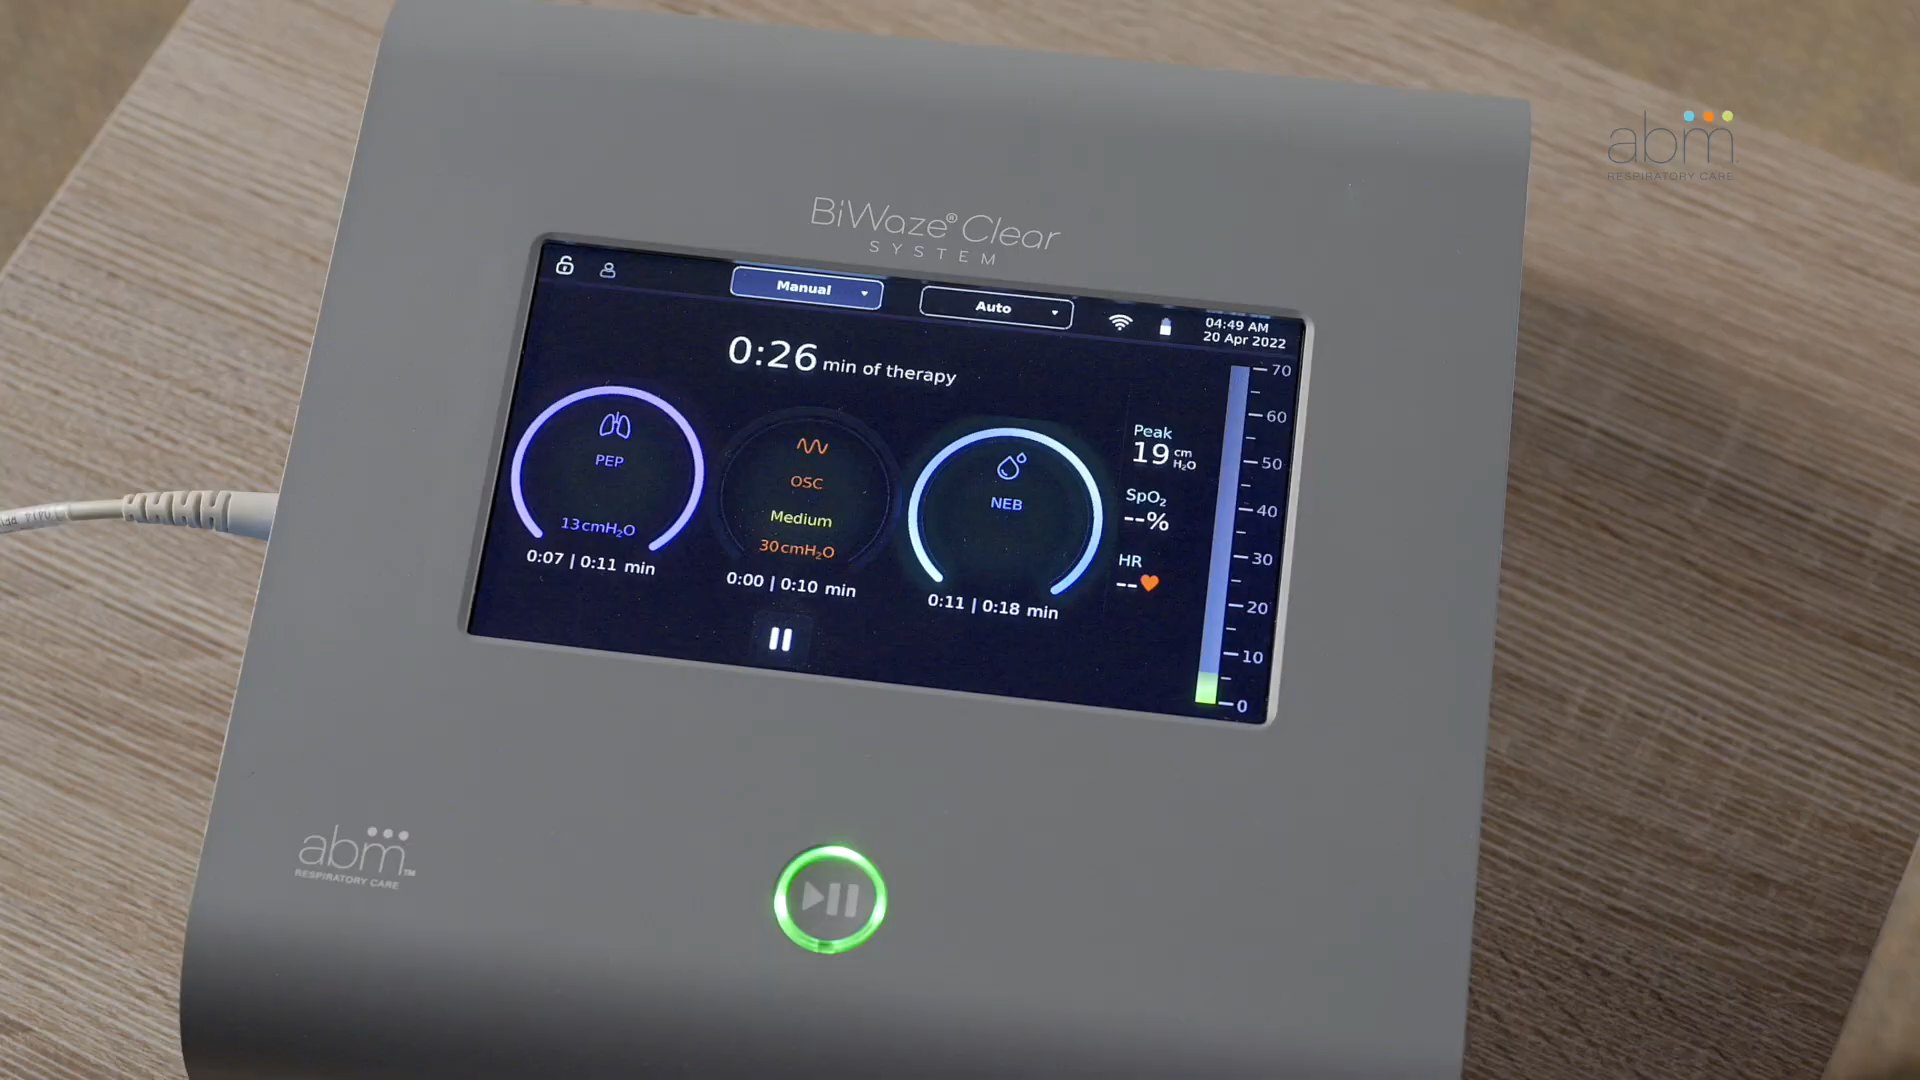 abm
RESPIRATORY CARE
BiWaze® Clear
SYSTEM
Manual
Auto
04:49 AM
20 Apr 2022
0:26 min of therapy
PEP
13cmH₂O
0:07 | 0:11 min
OSC
Medium
30cmH₂O
0:00 | 0:10 min
NEB
0:11 | 0:18 min
Peak
19 cm H₂O
SpO₂
--%
HR
--
70
60
50
40
30
20
10
0
abm™
RESPIRATORY CARE